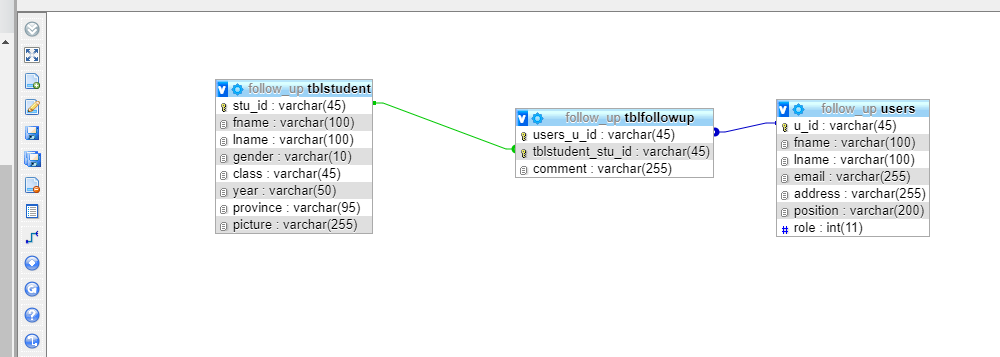 follow_up tblstudent
stu_id : varchar(45)
fname : varchar(100)
lname : varchar(100)
gender : varchar(10)
class : varchar(45)
year : varchar(50)
province : varchar(95)
picture : varchar(255)
follow_up tblfollowup
users_u_id : varchar(45)
tblstudent_stu_id : varchar(45)
comment : varchar(255)
follow_up users
u_id : varchar(45)
fname : varchar(100)
lname : varchar(100)
email : varchar(255)
address : varchar(255)
position : varchar(200)
# role : int(11)